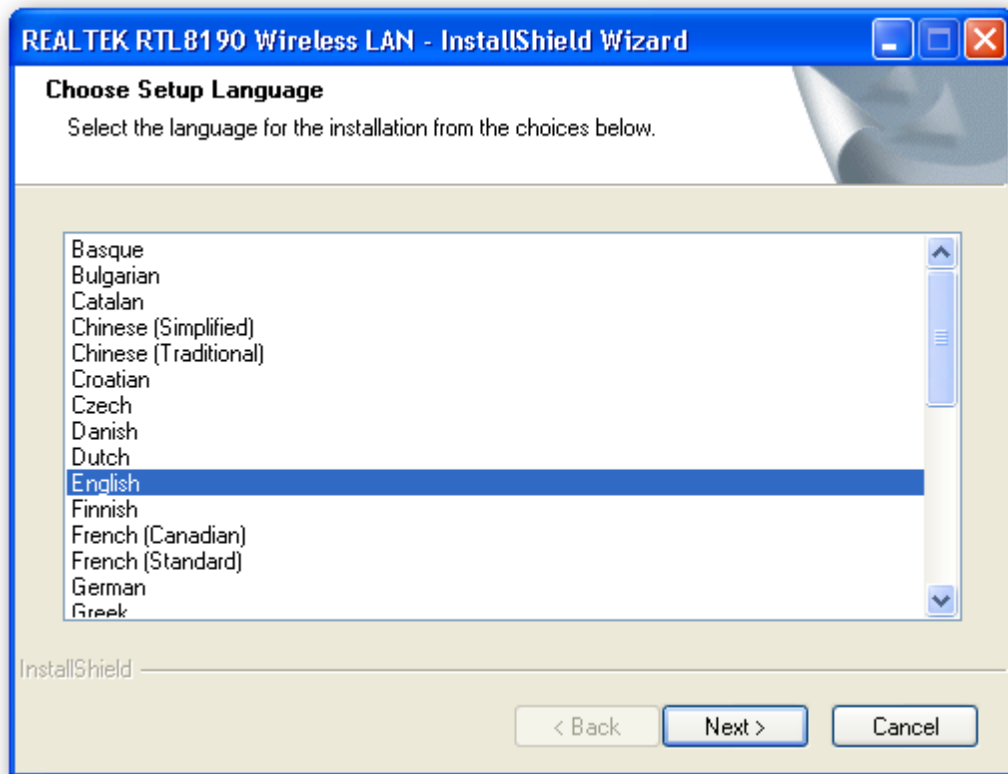 REALTEK RTL8190 Wireless LAN - InstallShield Wizard
Choose Setup Language
Select the language for the installation from the choices below.
Basque
Bulgarian
Catalan
Chinese (Simplified)
Chinese (Traditional)
Croatian
Czech
Danish
Dutch
English
Finnish
French (Canadian)
French (Standard)
German
Greek
InstallShield
< Back Next > Cancel